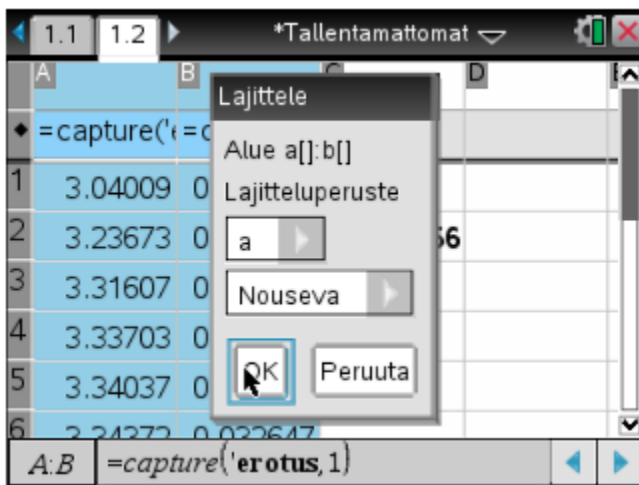 1.1 1.2 *Tallentamattomat
A B D
=capture('e =c
1 3.04009 0
2 3.23673 0 56
3 3.31607 0
4 3.33703 0
5 3.34037 0
6 3.34372 0.032647
Lajittele
Alue a[]:b[]
Lajitteluperuste
a
Nouseva
OK Peruuta
A:B =capture('erotus,1)